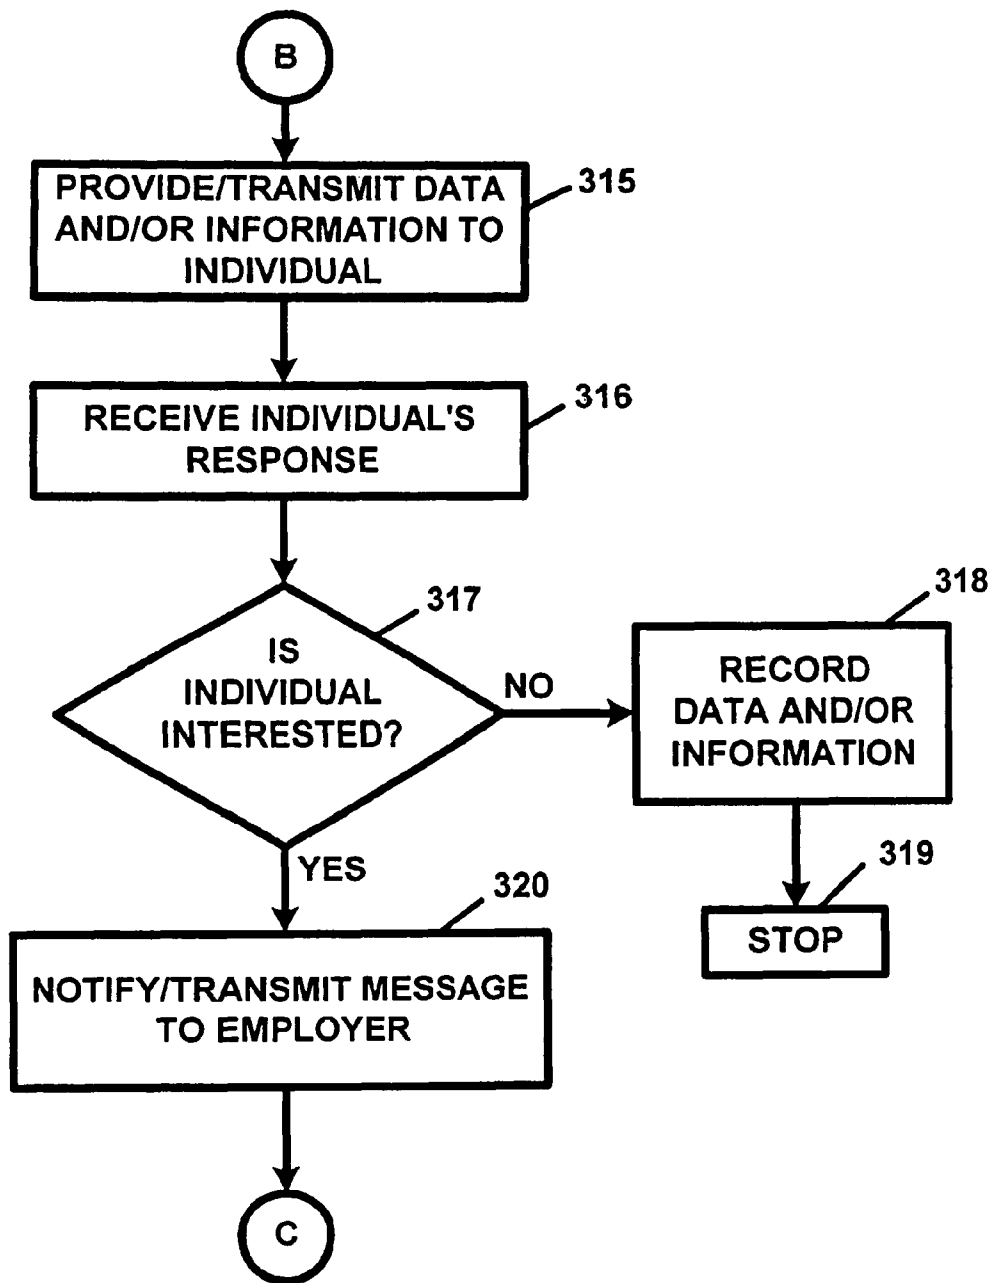 B
PROVIDE/TRANSMIT DATA
AND/OR INFORMATION TO
INDIVIDUAL
315
RECEIVE INDIVIDUAL'S
RESPONSE
316
IS
INDIVIDUAL
INTERESTED?
317
NO
RECORD
DATA AND/OR
INFORMATION
318
STOP
319
YES
NOTIFY/TRANSMIT MESSAGE
TO EMPLOYER
320
C